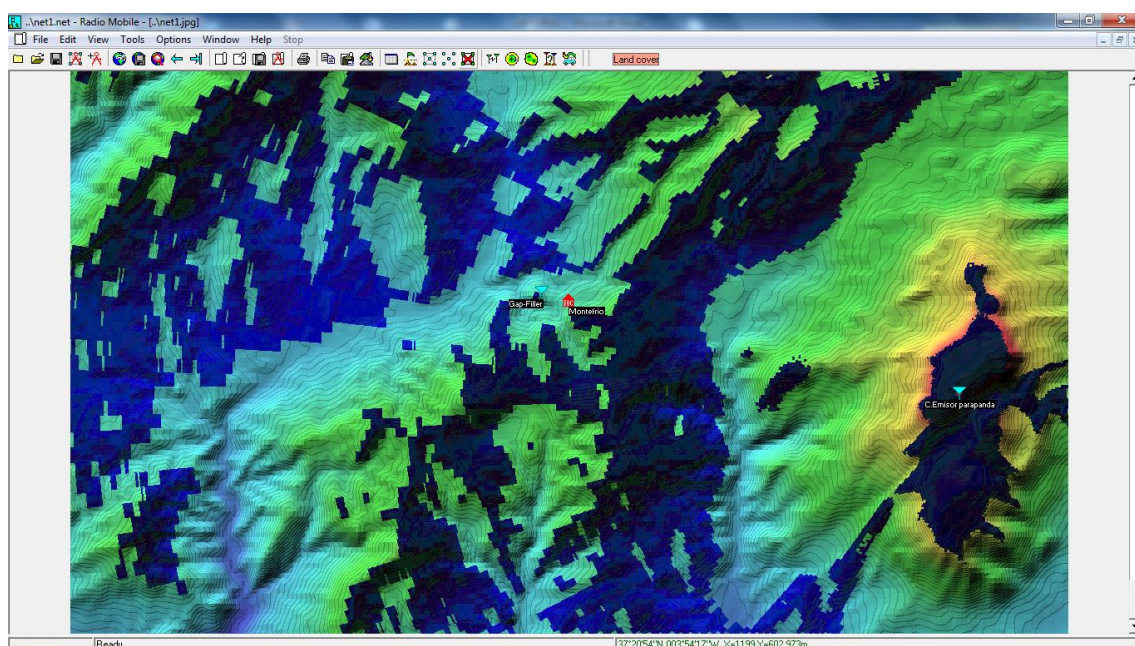 ..\net1.net - Radio Mobile - [..\net1.jpg]
File Edit View Tools Options Window Help Stop
Land cover
Gap-Filler
Montefrio
C.Emisor parapanda
Ready
37°20'54"N 003°54'17"W X=1199,Y=602 973m